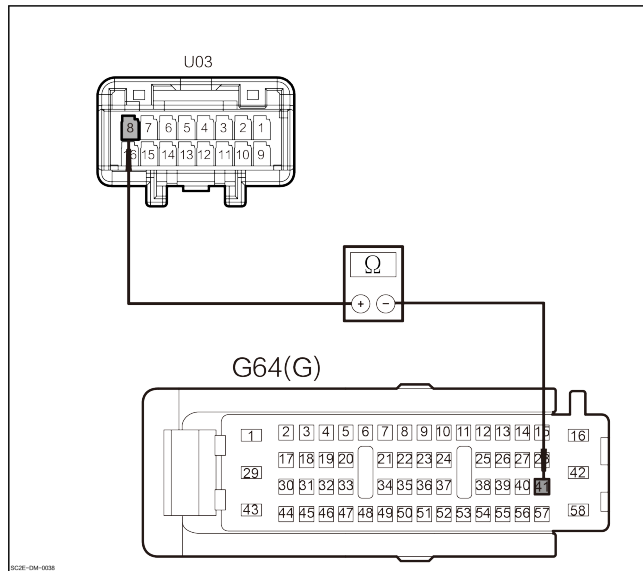 U03
8 7 6 5 4 3 2 1
16 15 14 13 12 11 10 9
Ω
+ −
G64(G)
1 2 3 4 5 6 7 8 9 10 11 12 13 14 15 16
17 18 19 20 21 22 23 24 25 26 27 28
29 42
30 31 32 33 34 35 36 37 38 39 40 41
43 58
44 45 46 47 48 49 50 51 52 53 54 55 56 57
SC2E-DM-0038